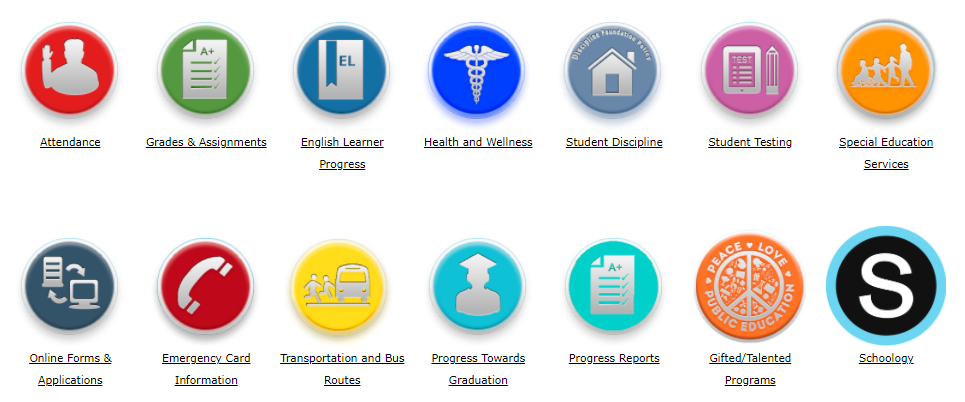 A+
EL
Discipline Foundation Policy
TEST
Attendance
Grades & Assignments
English Learner
Progress
Health and Wellness
Student Discipline
Student Testing
Special Education
Services
A+
PEACE ♥ LOVE ♥
PUBLIC EDUCATION ♥
S
Online Forms &
Applications
Emergency Card
Information
Transportation and Bus
Routes
Progress Towards
Graduation
Progress Reports
Gifted/Talented
Programs
Schoology